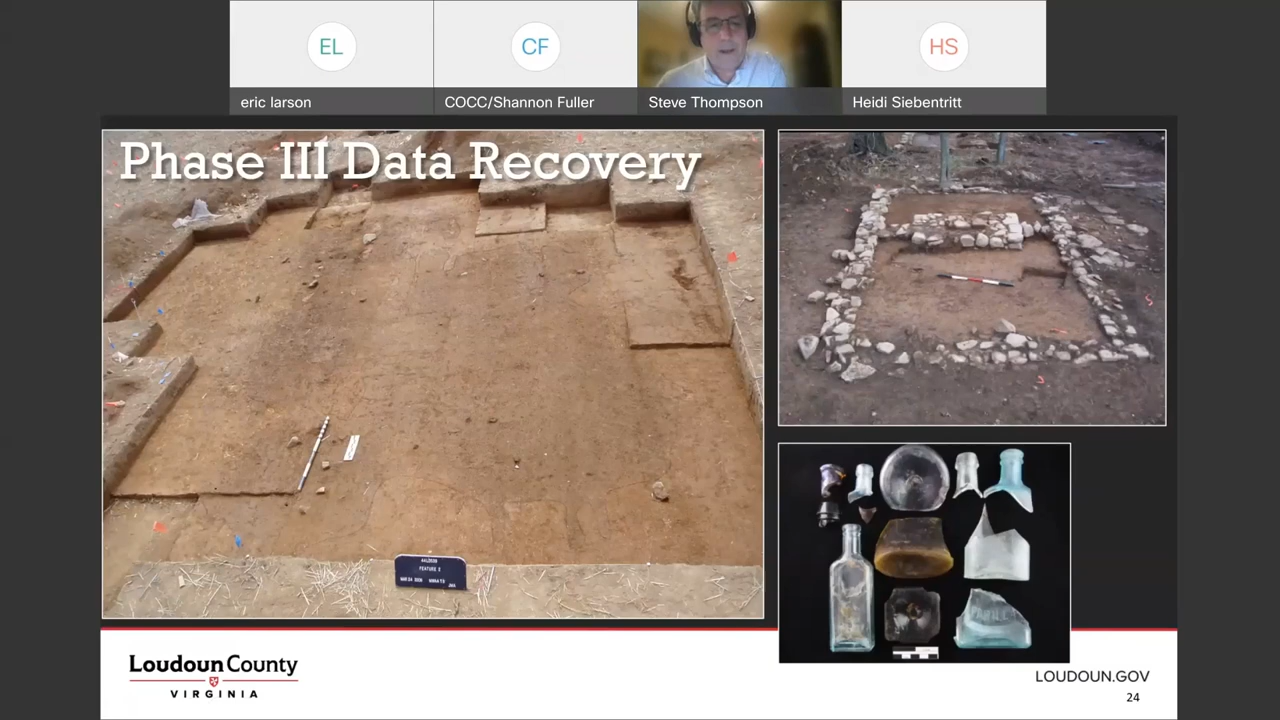 EL
CF
HS
eric larson
COCC/Shannon Fuller
Steve Thompson
Heidi Siebentritt
Phase III Data Recovery
FEATURE 5
Loudoun County
VIRGINIA
LOUDOUN.GOV
24